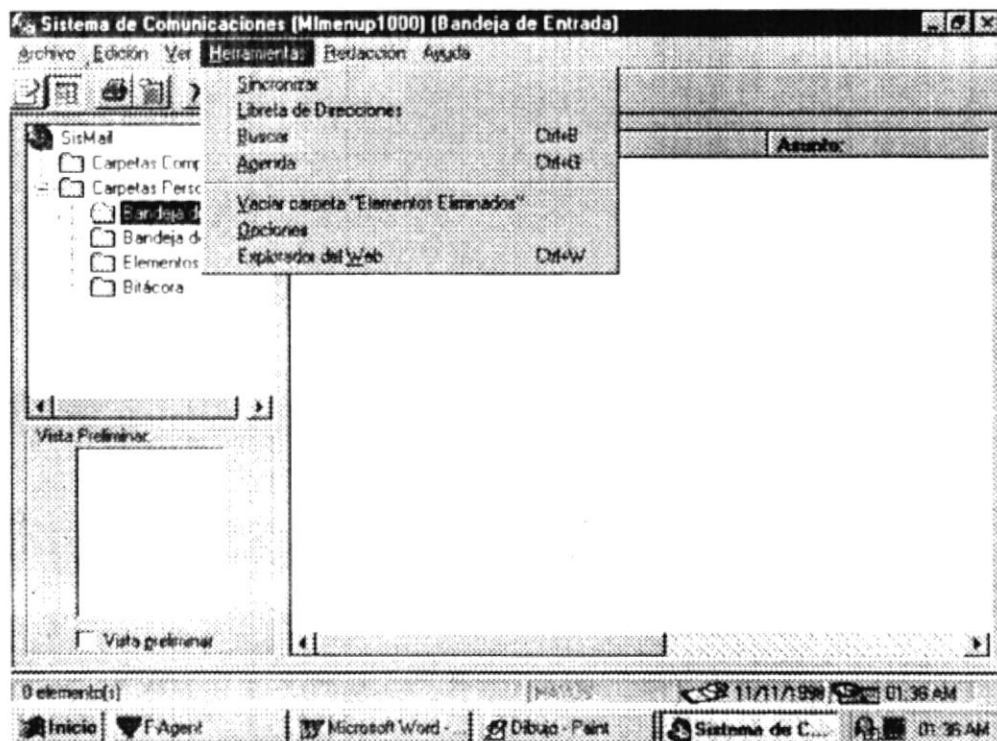 Sistema de Comunicaciones (MImenup1000) (Bandeja de Entrada)
Archivo Edición Ver Herramientas Redacción Ayuda
Sincronizar
Libreta de Direcciones
Buscar Ctrl+B
Agenda Ctrl+G
Vaciar carpeta "Elementos Eliminados"
Opciones
Explorador del Web Ctrl+W
Asunto:
SisMail
Carpetas Comp
Carpetas Perso
Bandeja de
Bandeja de
Elementos
Bitácora
Vista Preliminar
Vista preliminar
0 elemento(s) 11/11/1998 01:36 AM
Inicio F-Agent Microsoft Word - ... Dibujo - Paint Sistema de C... 01:36 AM